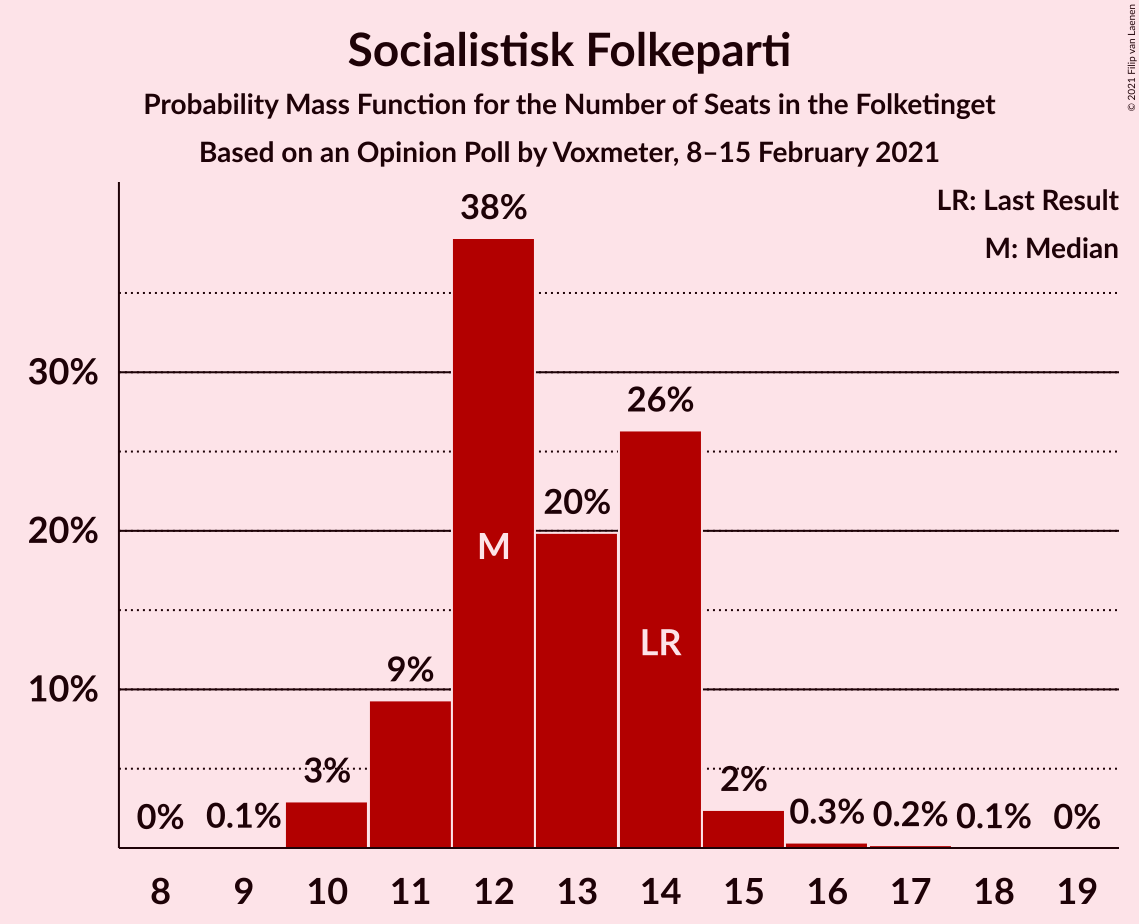 Socialistisk Folkeparti
Probability Mass Function for the Number of Seats in the Folketinget
Based on an Opinion Poll by Voxmeter, 8–15 February 2021
© 2021 Filip van Laenen
LR: Last Result
M: Median
38%
30%
26%
20%
20%
M
LR
9%
10%
3%
2%
0%
0.1%
0.3%
0.2%
0.1%
0%
8 9 10 11 12 13 14 15 16 17 18 19